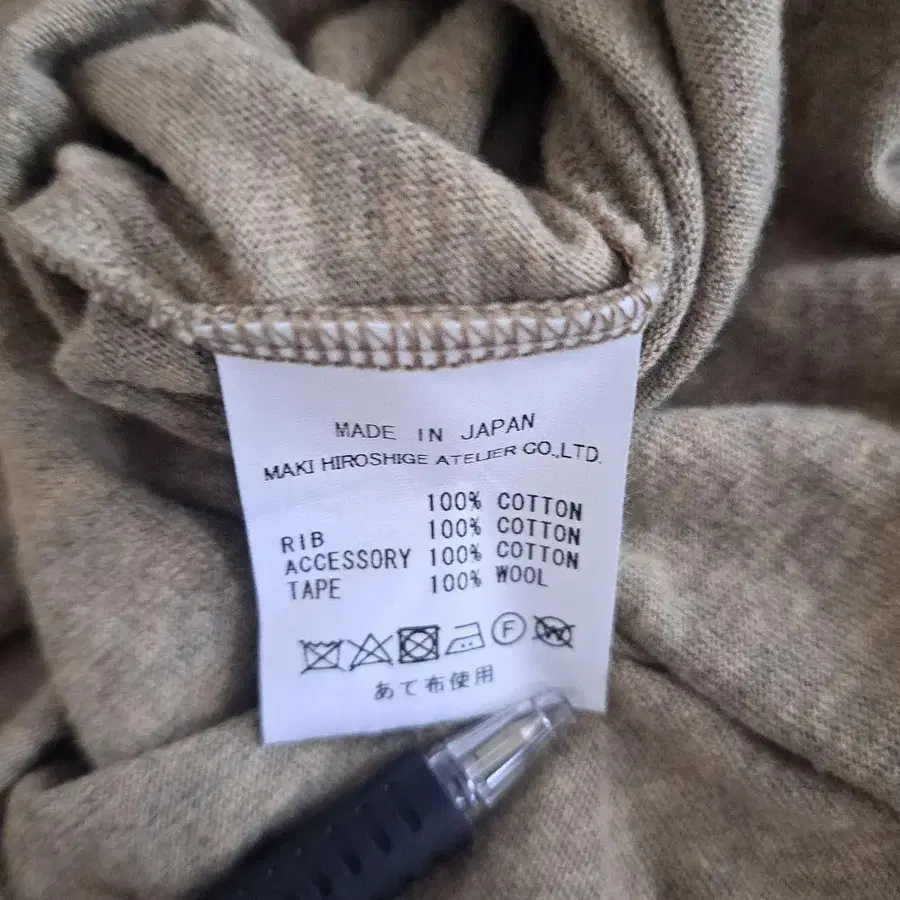 MADE IN JAPAN
MAKI HIROSHIGE ATELIER CO.,LTD.
100% COTTON
RIB 100% COTTON
ACCESSORY 100% COTTON
TAPE 100% WOOL
F W
あて布使用